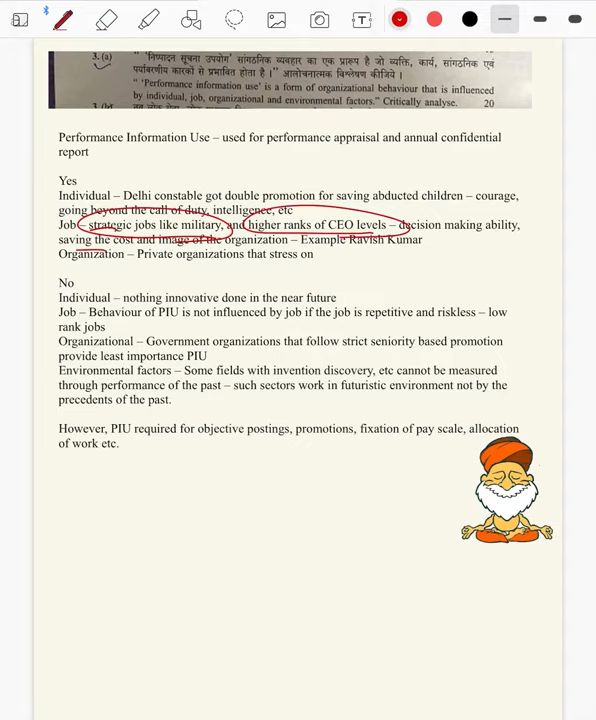 3. (a) " 'निष्पादन सूचना उपयोग' सांगठनिक व्यवहार का एक प्रारूप है जो व्यक्ति, कार्य, सांगठनिक एवं
पर्यावरणीय कारकों से प्रभावित होता है ।" आलोचनात्मक विश्लेषण कीजिये ।
" 'Performance information use' is a form of organizational behaviour that is influenced
by individual, job, organizational and environmental factors." Critically analyse. 20
Performance Information Use – used for performance appraisal and annual confidential
report
Yes
Individual – Delhi constable got double promotion for saving abducted children – courage,
going beyond the call of duty, intelligence, etc
Job – strategic jobs like military, and higher ranks of CEO levels – decision making ability,
saving the cost and image of the organization – Example Ravish Kumar
Organization – Private organizations that stress on
No
Individual – nothing innovative done in the near future
Job – Behaviour of PIU is not influenced by job if the job is repetitive and riskless – low
rank jobs
Organizational – Government organizations that follow strict seniority based promotion
provide least importance PIU
Environmental factors – Some fields with invention discovery, etc cannot be measured
through performance of the past – such sectors work in futuristic environment not by the
precedents of the past.
However, PIU required for objective postings, promotions, fixation of pay scale, allocation
of work etc.